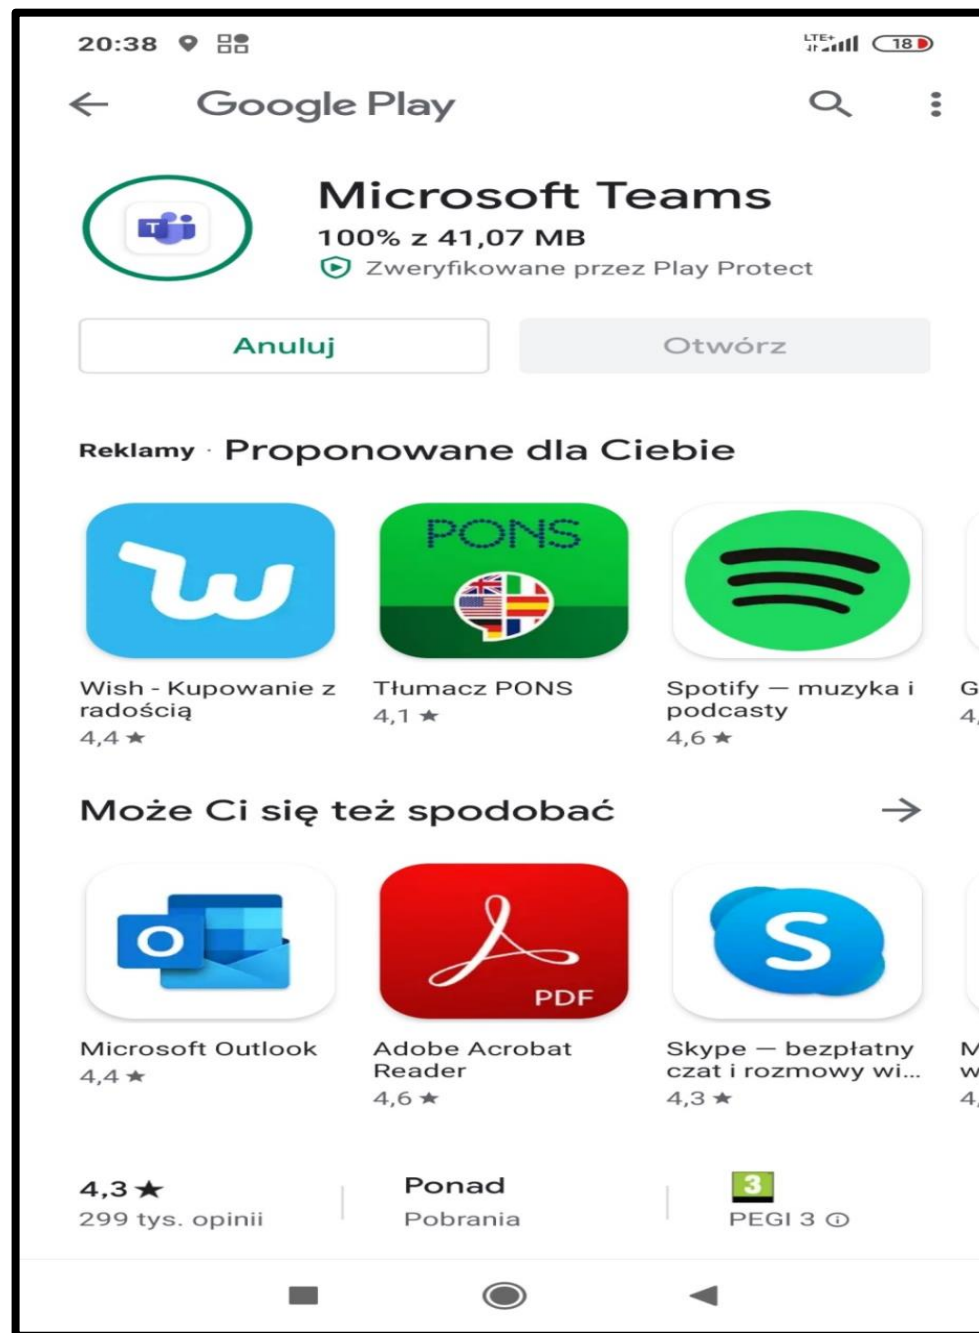 20:38 LTE+ 18
Google Play
Microsoft Teams
100% z 41,07 MB
Zweryfikowane przez Play Protect
Anuluj Otwórz
Reklamy · Proponowane dla Ciebie
PONS
Wish - Kupowanie z radością
4,4 ★
Tłumacz PONS
4,1 ★
Spotify — muzyka i podcasty
4,6 ★
G
4,
Może Ci się też spodobać
PDF
Microsoft Outlook
4,4 ★
Adobe Acrobat Reader
4,6 ★
Skype — bezpłatny czat i rozmowy wi...
4,3 ★
M
w
4,
4,3 ★
299 tys. opinii
Ponad
Pobrania
3
PEGI 3